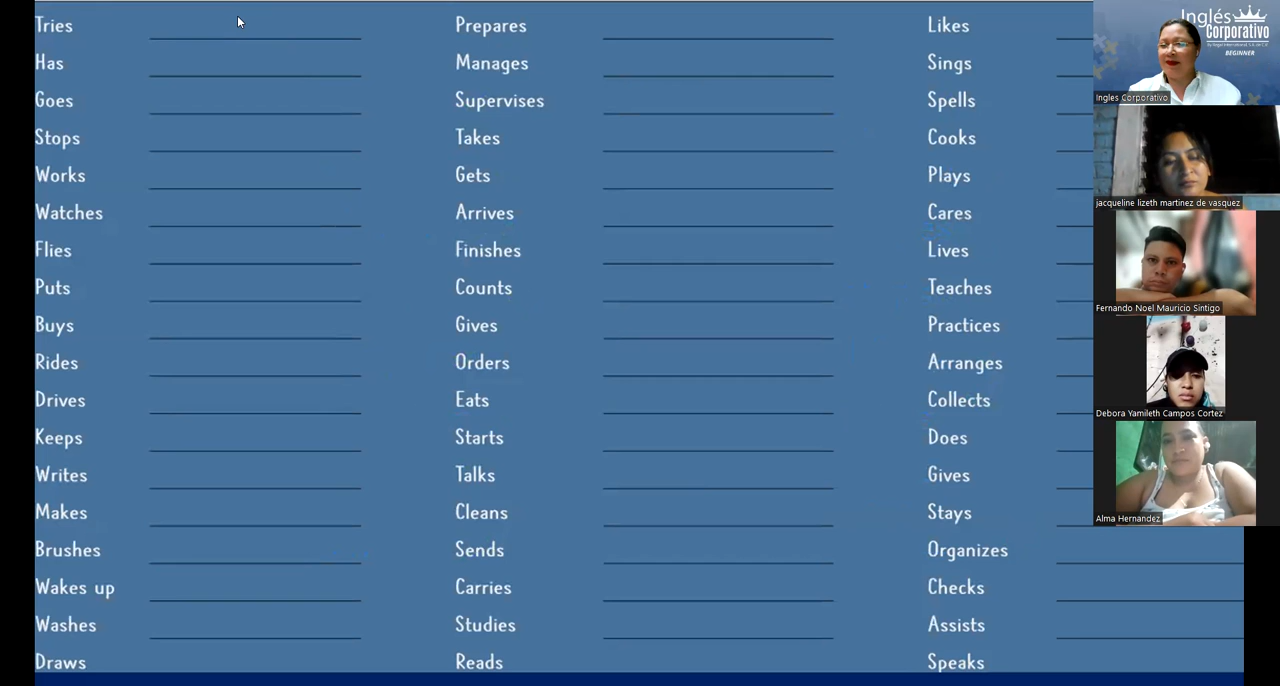 Tries
Has
Goes
Stops
Works
Watches
Flies
Puts
Buys
Rides
Drives
Keeps
Writes
Makes
Brushes
Wakes up
Washes
Draws
Prepares
Manages
Supervises
Takes
Gets
Arrives
Finishes
Counts
Gives
Orders
Eats
Starts
Talks
Cleans
Sends
Carries
Studies
Reads
Likes
Sings
Spells
Cooks
Plays
Cares
Lives
Teaches
Practices
Arranges
Collects
Does
Gives
Stays
Organizes
Checks
Assists
Speaks
Inglés
Corporativo
BEGINNER
Ingles Corporativo
jacqueline lizeth martinez de vasquez
Fernando Noel Mauricio Sintigo
Debora Yamileth Campos Cortez
Alma Hernandez